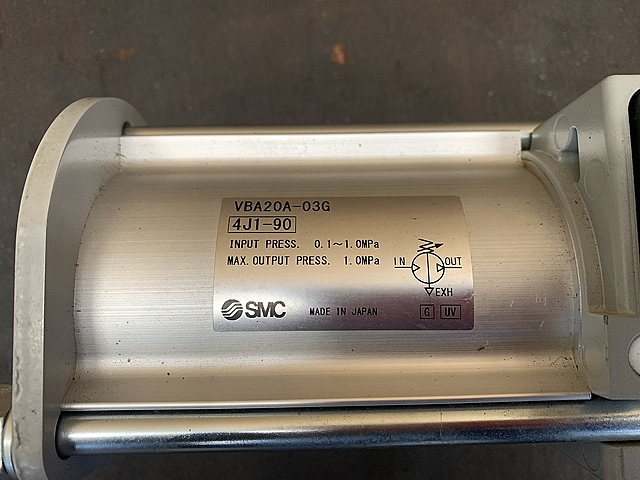 VBA20A-03G
4J1-90
INPUT PRESS. 0.1~1.0MPa
MAX.OUTPUT PRESS. 1.0MPa
IN OUT
EXH
SMC MADE IN JAPAN G UV